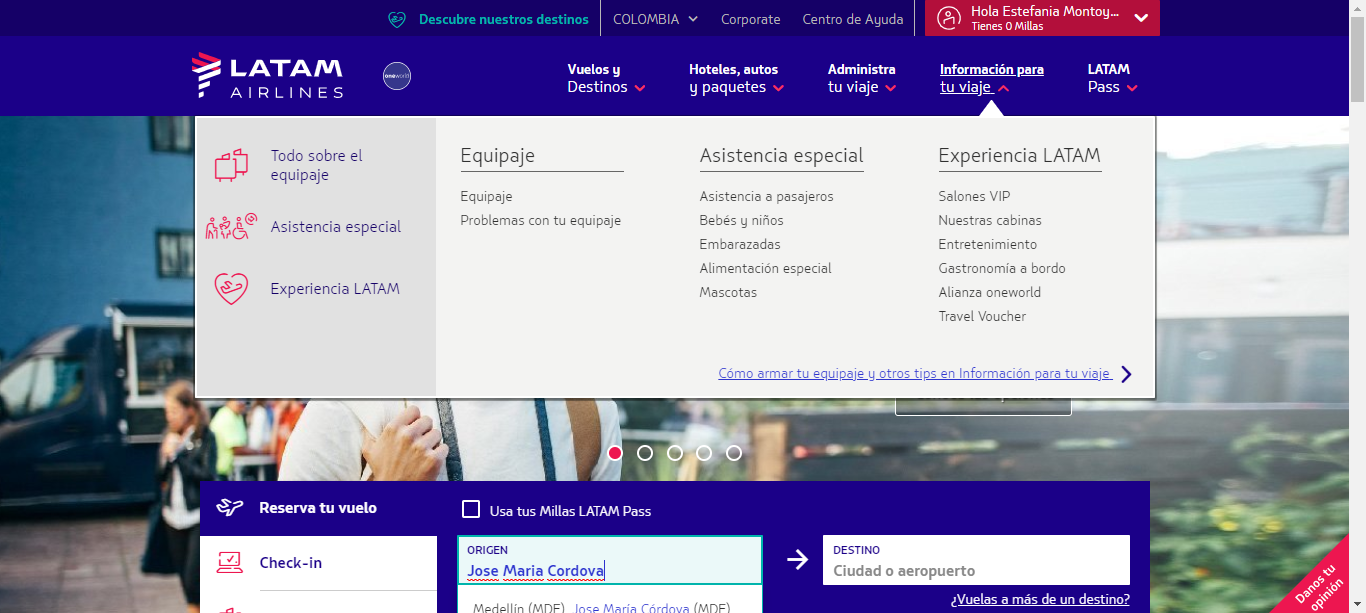 Descubre nuestros destinos
COLOMBIA
Corporate
Centro de Ayuda
Hola Estefania Montoy...
Tienes 0 Millas
LATAM
AIRLINES
oneworld
Vuelos y
Destinos
Hoteles, autos
y paquetes
Administra
tu viaje
Información para
tu viaje
LATAM
Pass
Todo sobre el
equipaje
Asistencia especial
Experiencia LATAM
Equipaje
Equipaje
Problemas con tu equipaje
Asistencia especial
Asistencia a pasajeros
Bebés y niños
Embarazadas
Alimentación especial
Mascotas
Experiencia LATAM
Salones VIP
Nuestras cabinas
Entretenimiento
Gastronomía a bordo
Alianza oneworld
Travel Voucher
Cómo armar tu equipaje y otros tips en Información para tu viaje
Reserva tu vuelo
Check-in
Usa tus Millas LATAM Pass
ORIGEN
Jose Maria Cordova
Medellín (MDE), Jose María Córdova (MDE)
DESTINO
Ciudad o aeropuerto
¿Vuelas a más de un destino?
Danos tu
opinión